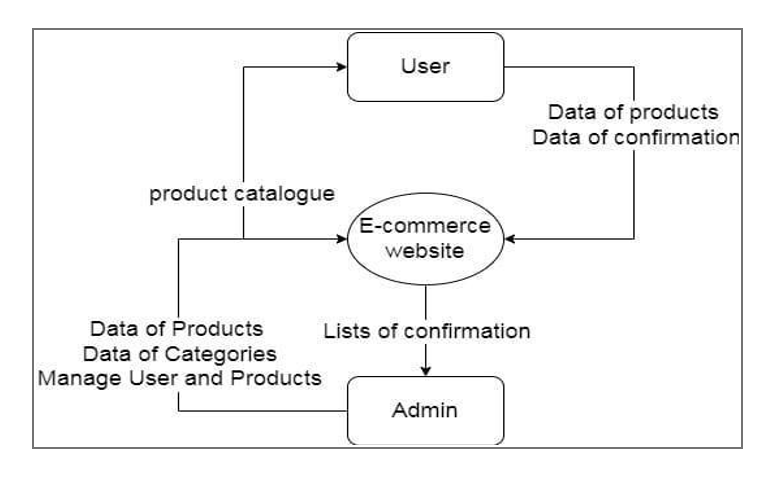 User
Data of products
Data of confirmation
product catalogue
E-commerce
website
Data of Products
Data of Categories
Manage User and Products
Lists of confirmation
Admin